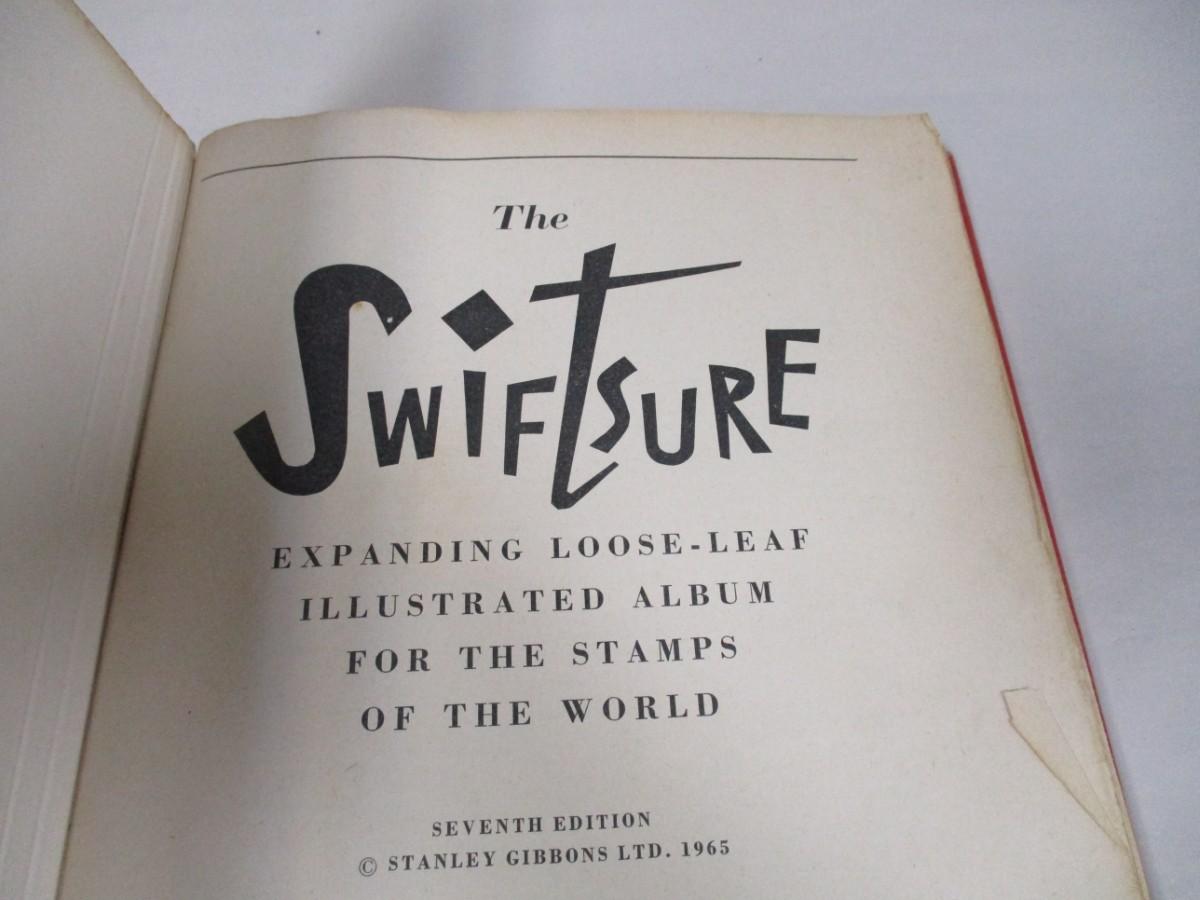 The
SWIFTSURE
EXPANDING LOOSE-LEAF
ILLUSTRATED ALBUM
FOR THE STAMPS
OF THE WORLD
SEVENTH EDITION
© STANLEY GIBBONS LTD. 1965